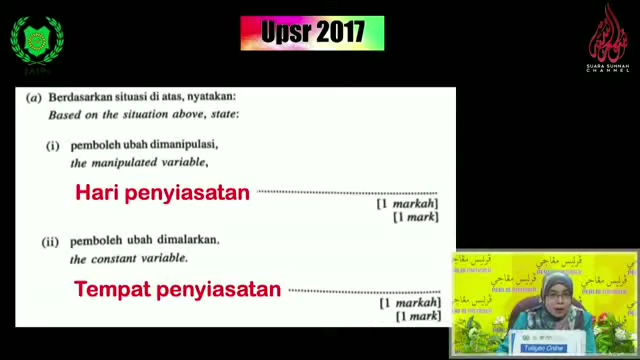 Upsr 2017
SUARA SUNNAH
CHANNEL
(a) Berdasarkan situasi di atas, nyatakan:
Based on the situation above, state:
(i) pemboleh ubah dimanipulasi,
the manipulated variable,
Hari penyiasatan
[1 markah]
[1 mark]
(ii) pemboleh ubah dimalarkan.
the constant variable.
Tempat penyiasatan
[1 markah]
[1 mark]